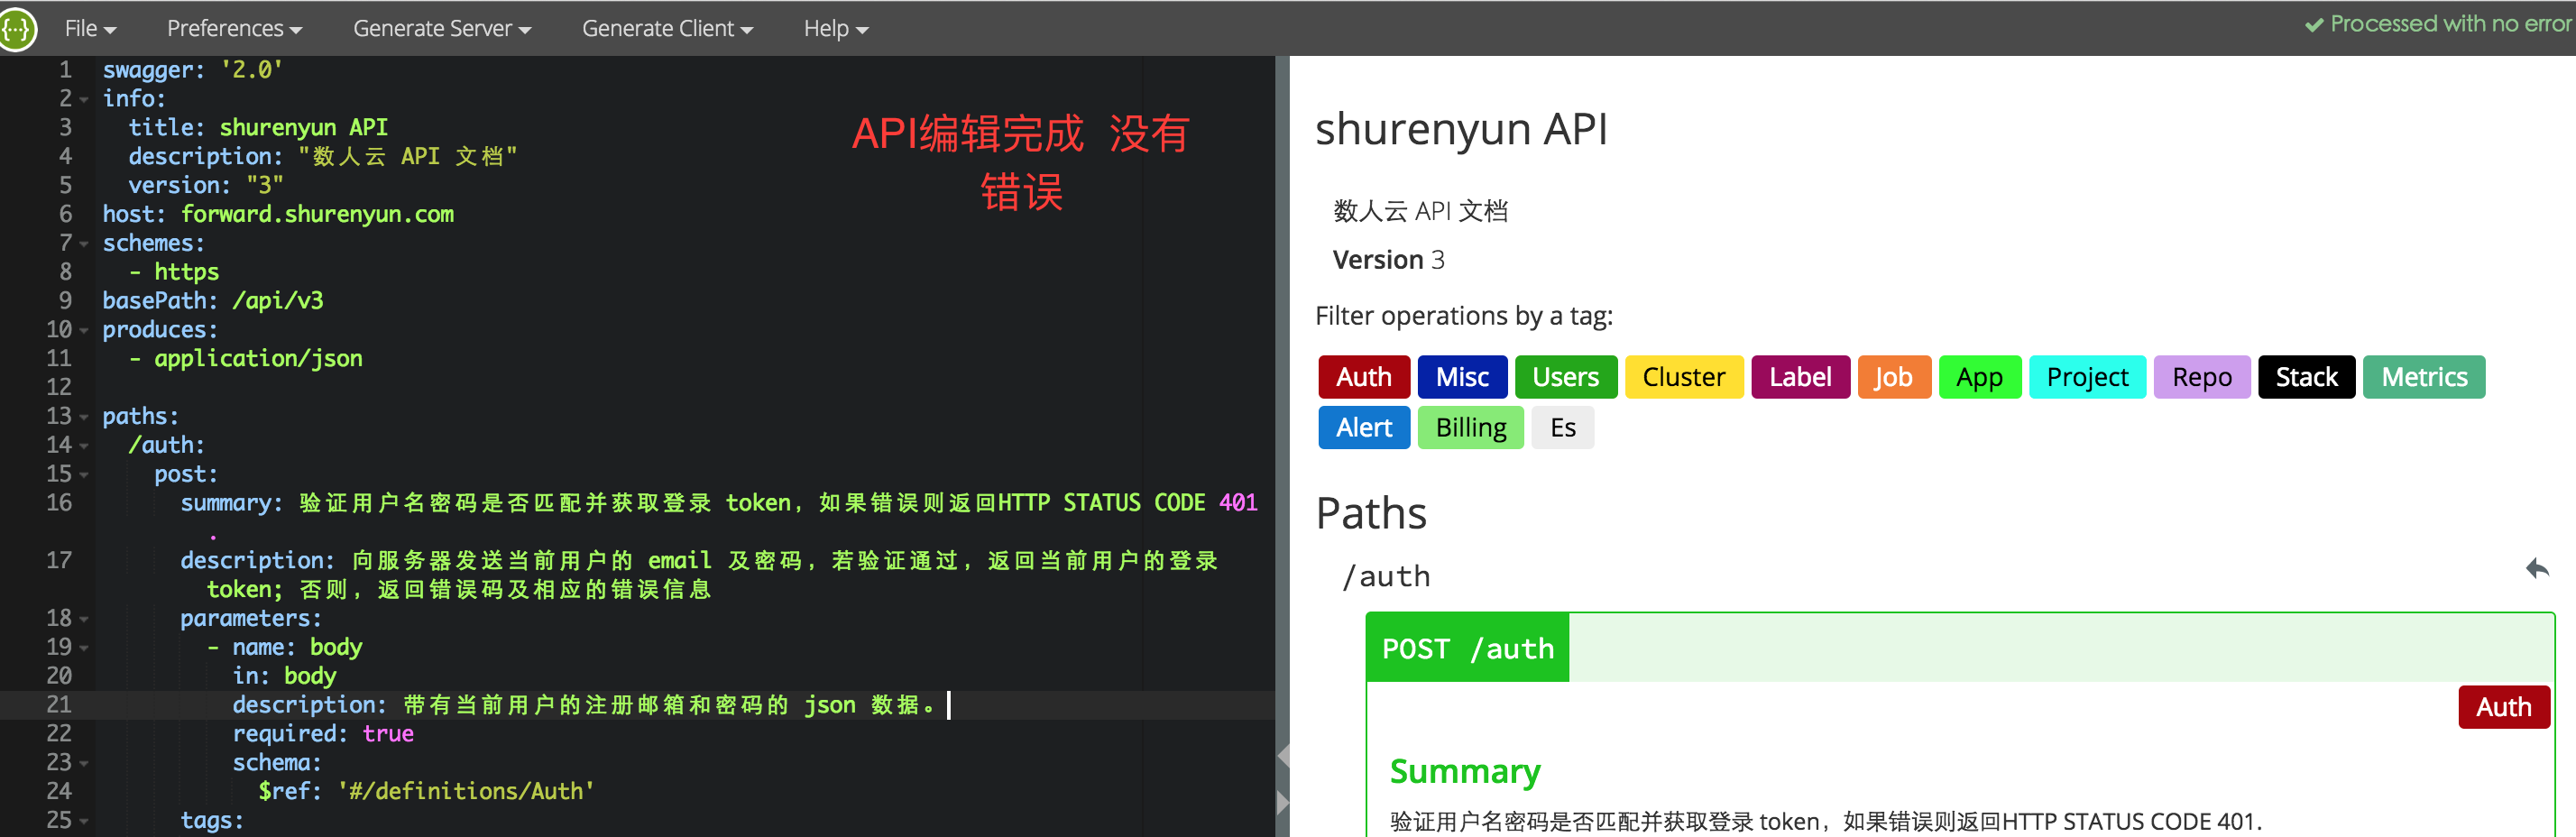 File Preferences Generate Server Generate Client Help Processed with no error
1 swagger: '2.0'
2 info:
3 title: shurenyun API
4 description: "数人云 API 文档"
5 version: "3"
6 host: forward.shurenyun.com
7 schemes:
8 - https
9 basePath: /api/v3
10 produces:
11 - application/json
12
13 paths:
14 /auth:
15 post:
16 summary: 验证用户名密码是否匹配并获取登录 token，如果错误则返回HTTP STATUS CODE 401
.
17 description: 向服务器发送当前用户的 email 及密码，若验证通过，返回当前用户的登录
token; 否则，返回错误码及相应的错误信息
18 parameters:
19 - name: body
20 in: body
21 description: 带有当前用户的注册邮箱和密码的 json 数据。
22 required: true
23 schema:
24 $ref: '#/definitions/Auth'
25 tags:
API编辑完成 没有
错误
shurenyun API
数人云 API 文档
Version 3
Filter operations by a tag:
Auth Misc Users Cluster Label Job App Project Repo Stack Metrics
Alert Billing Es
Paths
/auth
POST /auth
Auth
Summary
验证用户名密码是否匹配并获取登录 token，如果错误则返回HTTP STATUS CODE 401.